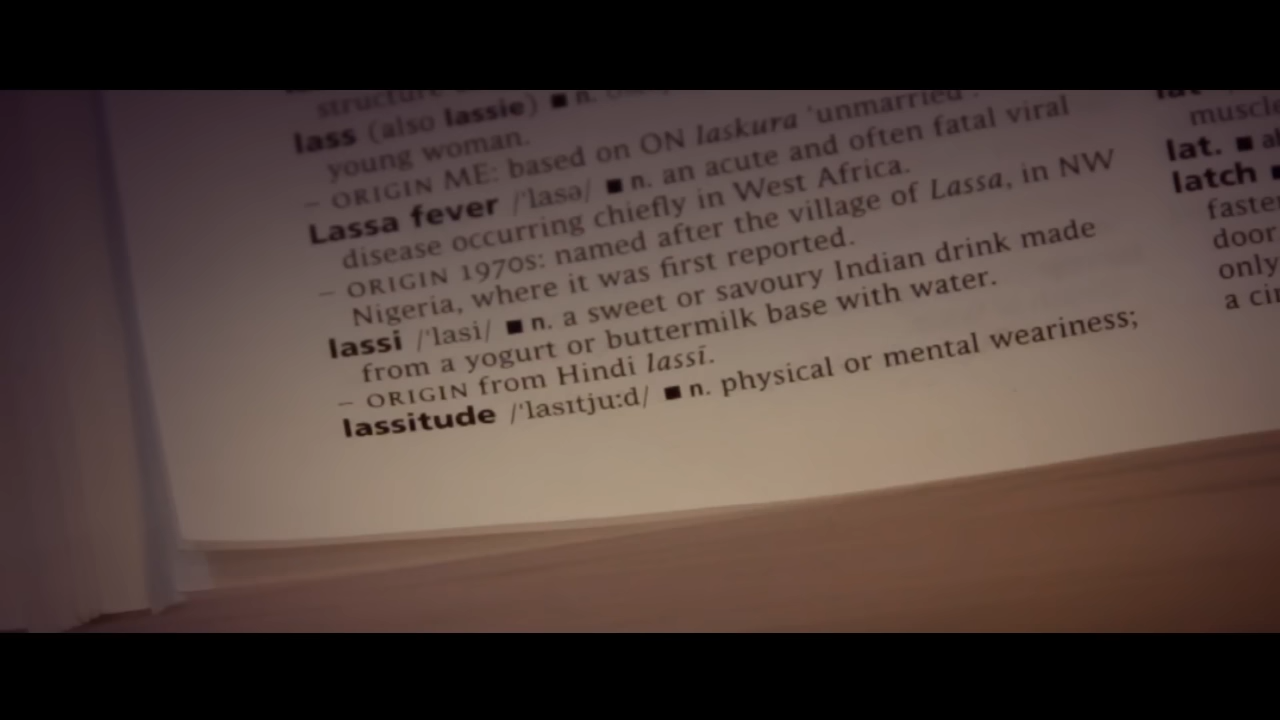 structure
lass (also lassie) ■ n.
young woman.
– ORIGIN ME: based on ON laskura 'unmarried'.
Lassa fever /ˈlasə/ ■ n. an acute and often fatal viral
disease occurring chiefly in West Africa.
– ORIGIN 1970s: named after the village of Lassa, in NW
Nigeria, where it was first reported.
lassi /ˈlasi/ ■ n. a sweet or savoury Indian drink made
from a yogurt or buttermilk base with water.
– ORIGIN from Hindi lassī.
lassitude /ˈlasɪtjuːd/ ■ n. physical or mental weariness;
lat. ■
latch ■
door
only
a